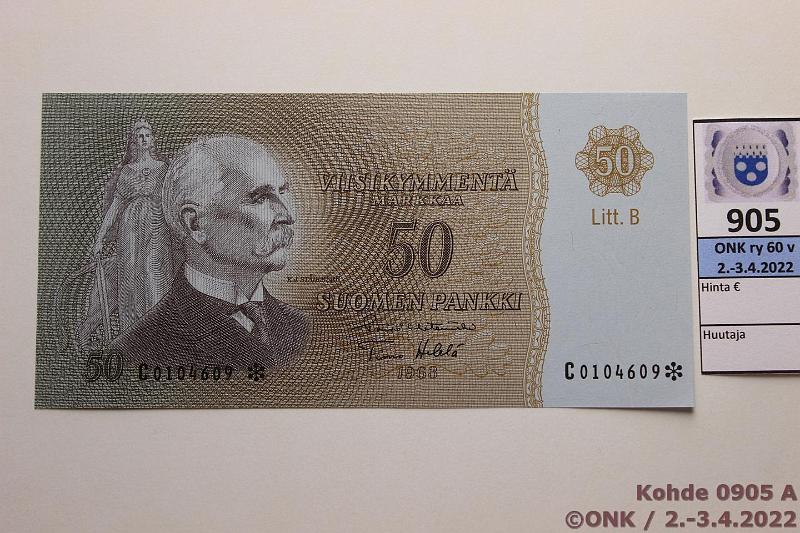 VIISIKYMMENTÄ
MARKKAA
50
SUOMEN PANKKI
1963
50
C0104609 *
50
Litt. B
C0104609*
905
ONK ry 60 v
2.-3.4.2022
Hinta €
Huutaja
Kohde 0905 A
©ONK / 2.-3.4.2022